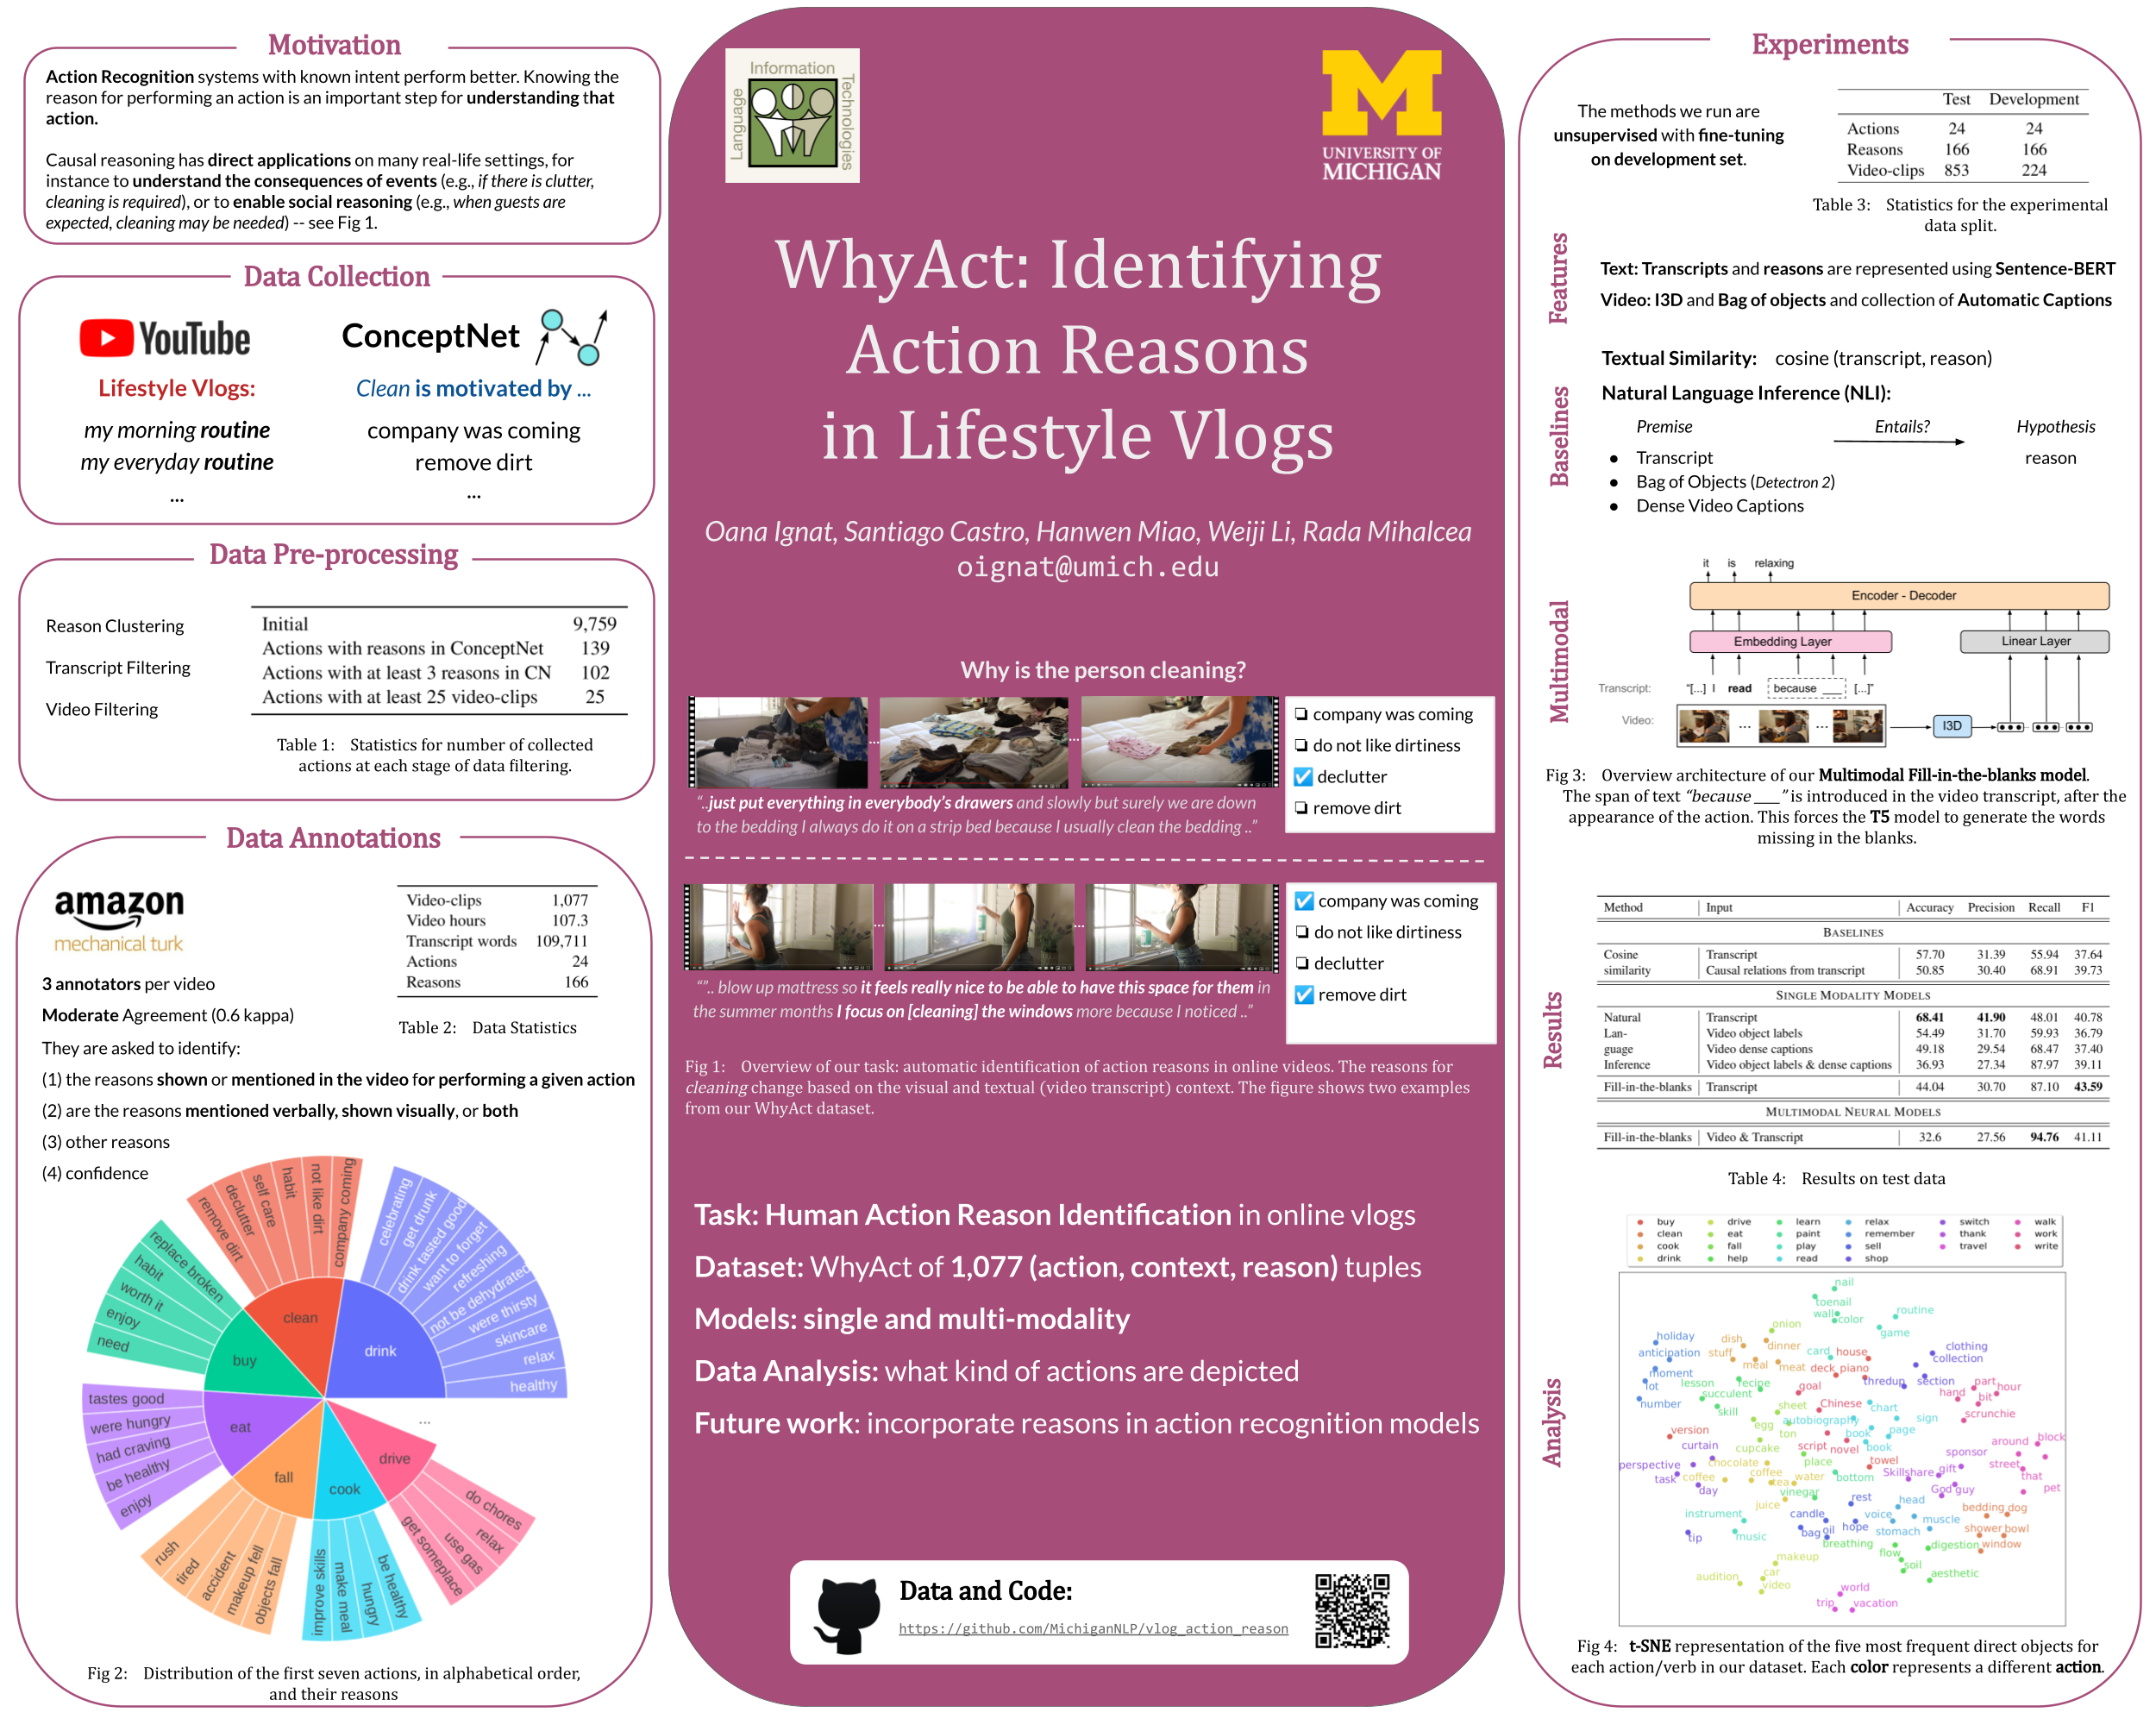 Motivation
Action Recognition systems with known intent perform better. Knowing the
reason for performing an action is an important step for understanding that
action.
Causal reasoning has direct applications on many real-life settings, for
instance to understand the consequences of events (e.g., if there is clutter,
cleaning is required), or to enable social reasoning (e.g., when guests are
expected, cleaning may be needed) -- see Fig 1.
Data Collection
YouTube
Lifestyle Vlogs:
my morning routine
my everyday routine
...
ConceptNet
Clean is motivated by ...
company was coming
remove dirt
...
Data Pre-processing
Reason Clustering
Transcript Filtering
Video Filtering
Initial 9,759
Actions with reasons in ConceptNet 139
Actions with at least 3 reasons in CN 102
Actions with at least 25 video-clips 25
Table 1: Statistics for number of collected
actions at each stage of data filtering.
Data Annotations
amazon
mechanical turk
Video-clips 1,077
Video hours 107.3
Transcript words 109,711
Actions 24
Reasons 166
Table 2: Data Statistics
3 annotators per video
Moderate Agreement (0.6 kappa)
They are asked to identify:
(1) the reasons shown or mentioned in the video for performing a given action
(2) are the reasons mentioned verbally, shown visually, or both
(3) other reasons
(4) confidence
clean
remove dirt
declutter
self care
habit
not like dirt
company coming
drink
celebrating
get drunk
drink tasted good
want to forget
refreshing
not be dehydrated
were thirsty
skincare
relax
healthy
buy
replace broken
habit
worth it
enjoy
need
eat
tastes good
were hungry
had craving
be healthy
enjoy
fall
rush
tired
accident
makeup fell
objects fall
cook
improve skills
make meal
hungry
be healthy
drive
get someplace
use gas
relax
do chores
...
Fig 2: Distribution of the first seven actions, in alphabetical order,
and their reasons
Language
Information
Technologies
M
UNIVERSITY OF
MICHIGAN
WhyAct: Identifying
Action Reasons
in Lifestyle Vlogs
Oana Ignat, Santiago Castro, Hanwen Miao, Weiji Li, Rada Mihalcea
oignat@umich.edu
Why is the person cleaning?
... ...
company was coming
do not like dirtiness
declutter
remove dirt
“..just put everything in everybody’s drawers and slowly but surely we are down
to the bedding I always do it on a strip bed because I usually clean the bedding ..”
... ...
company was coming
do not like dirtiness
declutter
remove dirt
“”.. blow up mattress so it feels really nice to be able to have this space for them in
the summer months I focus on [cleaning] the windows more because I noticed ..”
Fig 1: Overview of our task: automatic identification of action reasons in online videos. The reasons for
cleaning change based on the visual and textual (video transcript) context. The figure shows two examples
from our WhyAct dataset.
Task: Human Action Reason Identification in online vlogs
Dataset: WhyAct of 1,077 (action, context, reason) tuples
Models: single and multi-modality
Data Analysis: what kind of actions are depicted
Future work: incorporate reasons in action recognition models
Data and Code:
https://github.com/MichiganNLP/vlog_action_reason
Experiments
The methods we run are
unsupervised with fine-tuning
on development set.
Test Development
Actions 24 24
Reasons 166 166
Video-clips 853 224
Table 3: Statistics for the experimental
data split.
Features
Text: Transcripts and reasons are represented using Sentence-BERT
Video: I3D and Bag of objects and collection of Automatic Captions
Baselines
Textual Similarity: cosine (transcript, reason)
Natural Language Inference (NLI):
Premise Entails? Hypothesis
● Transcript reason
● Bag of Objects (Detectron 2)
● Dense Video Captions
Multimodal
it is relaxing
Encoder - Decoder
Embedding Layer Linear Layer
Transcript: “[...] I read because ___ [...]”
Video: ... ... I3D
Fig 3: Overview architecture of our Multimodal Fill-in-the-blanks model.
The span of text “because ___ ” is introduced in the video transcript, after the
appearance of the action. This forces the T5 model to generate the words
missing in the blanks.
Results
Method Input Accuracy Precision Recall F1
BASELINES
Cosine Transcript 57.70 31.39 55.94 37.64
similarity Causal relations from transcript 50.85 30.40 68.91 39.73
SINGLE MODALITY MODELS
Natural Transcript 68.41 41.90 48.01 40.78
Lan- Video object labels 54.49 31.70 59.93 36.79
guage Video dense captions 49.18 29.54 68.47 37.40
Inference Video object labels & dense captions 36.93 27.34 87.97 39.11
Fill-in-the-blanks Transcript 44.04 30.70 87.10 43.59
MULTIMODAL NEURAL MODELS
Fill-in-the-blanks Video & Transcript 32.6 27.56 94.76 41.11
Table 4: Results on test data
Analysis
buy drive learn relax switch walk
clean eat paint remember thank work
cook fall play sell travel write
drink help read shop
nail
toenail
wall color
routine
game
onion
holiday
dish
dinner
clothing
anticipation
stuff
card
house
collection
meal
meat
deck
piano
moment
lesson
recipe
thredup
section
part
lot
succulent
goal
hand
hour
bit
number
skill
sheet
Chinese
chart
scrunchie
egg
autobiography
sign
version
ton
book
page
curtain
cupcake
script
novel
book
sponsor
around
block
perspective
chocolate
place
towel
street
task
coffee
coffee
tea
water
bottom
Skillshare
gift
that
day
vinegar
God
guy
pet
juice
rest
head
bedding
dog
instrument
candle
voice
muscle
tip
music
bag
oil
hope
stomach
shower
bowl
breathing
flow
digestion
window
makeup
soil
audition
car
video
aesthetic
world
trip
vacation
Fig 4: t-SNE representation of the five most frequent direct objects for
each action/verb in our dataset. Each color represents a different action.